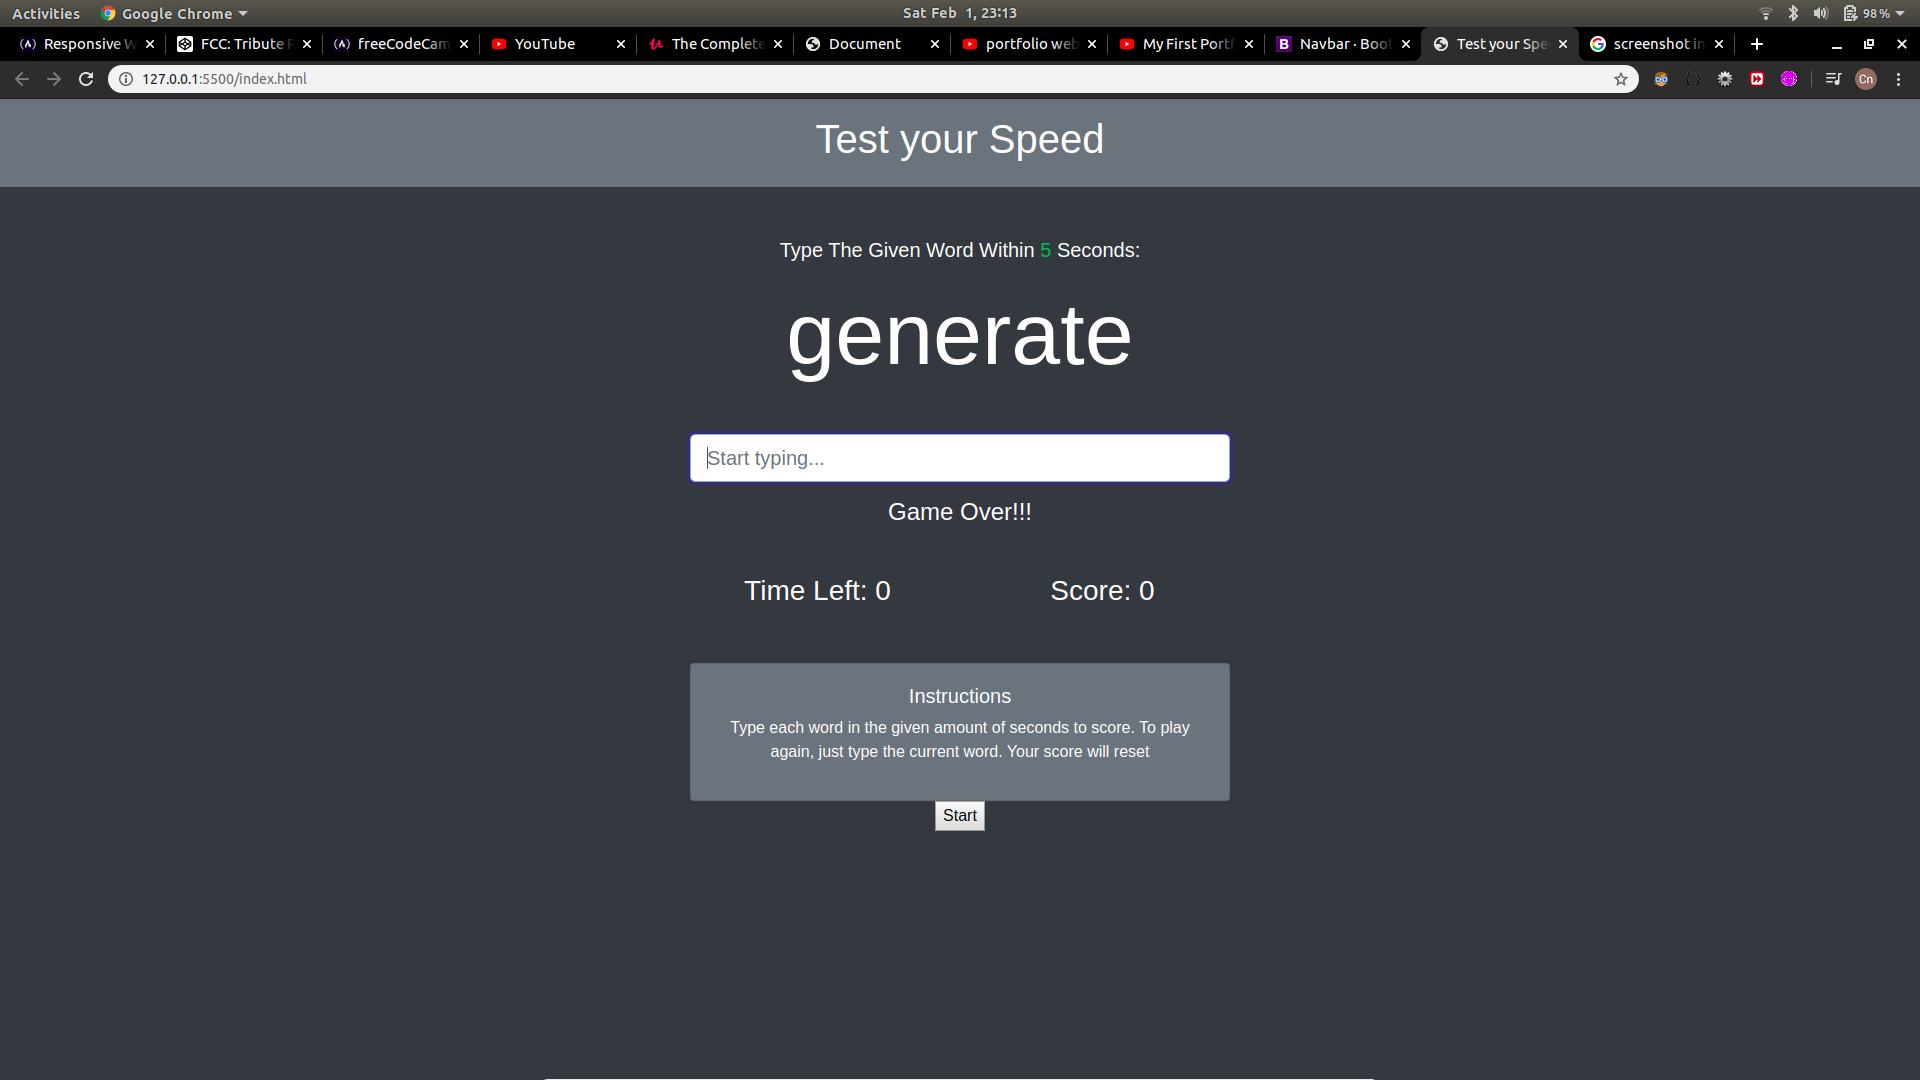 Activities Google Chrome Sat Feb 1, 23:13 98 %
Responsive W FCC: Tribute P freeCodeCam YouTube The Complete Document portfolio web My First Portf Navbar · Boot Test your Spe screenshot in
127.0.0.1:5500/index.html Cn
Test your Speed
Type The Given Word Within 5 Seconds:
generate
Start typing...
Game Over!!!
Time Left: 0 Score: 0
Instructions
Type each word in the given amount of seconds to score. To play
again, just type the current word. Your score will reset
Start